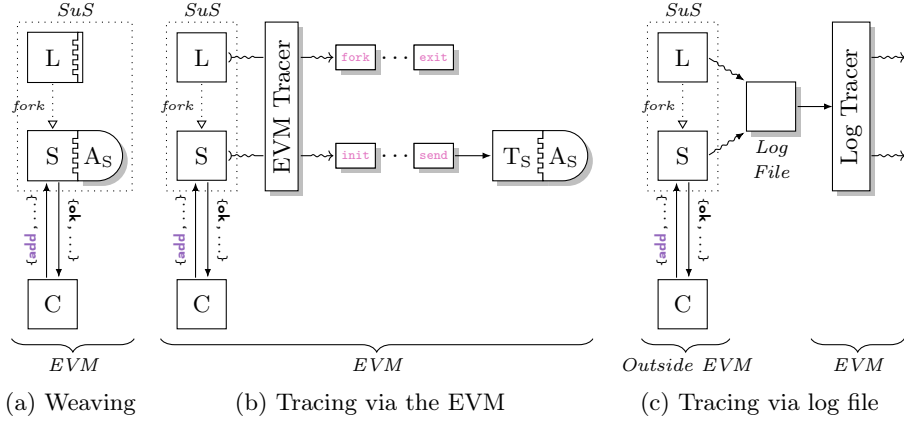 SuS
L
fork
S A_S
{..., add}
{ok, ...}
C
EVM
(a) Weaving
SuS
L
fork
S
{..., add}
{ok, ...}
C
EVM Tracer
fork ... exit
init ... send
T_S A_S
EVM
(b) Tracing via the EVM
SuS
L
fork
S
{..., add}
{ok, ...}
C
Log
File
Log Tracer
Outside EVM
EVM
(c) Tracing via log file